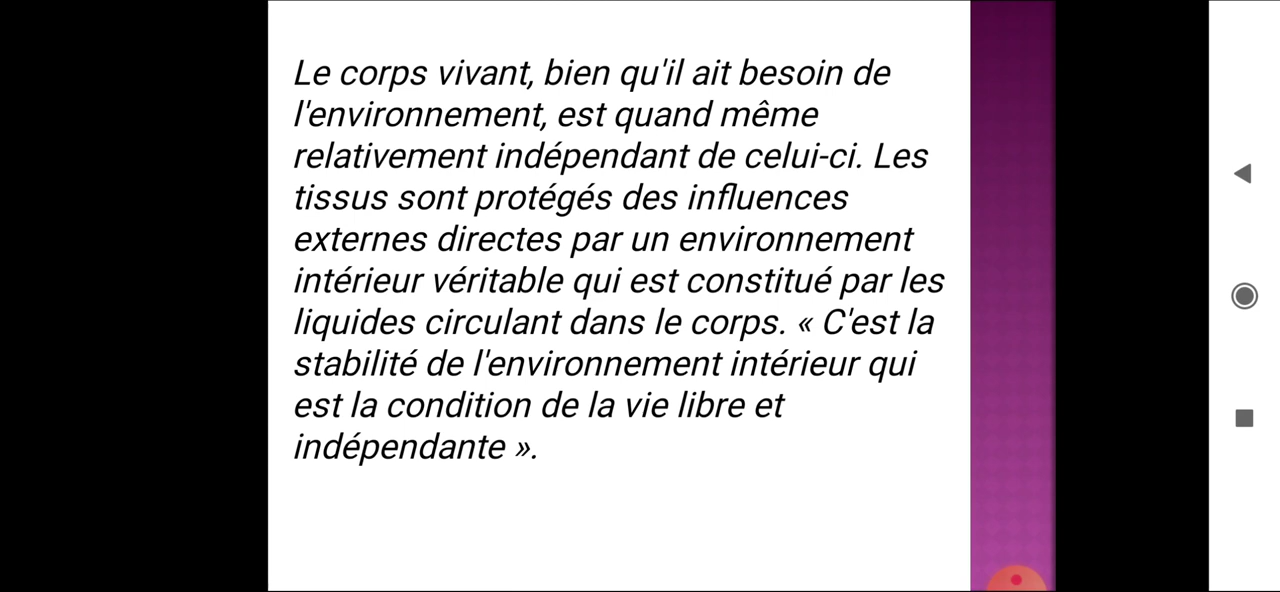 Le corps vivant, bien qu'il ait besoin de
l'environnement, est quand même
relativement indépendant de celui-ci. Les
tissus sont protégés des influences
externes directes par un environnement
intérieur véritable qui est constitué par les
liquides circulant dans le corps. « C'est la
stabilité de l'environnement intérieur qui
est la condition de la vie libre et
indépendante ».